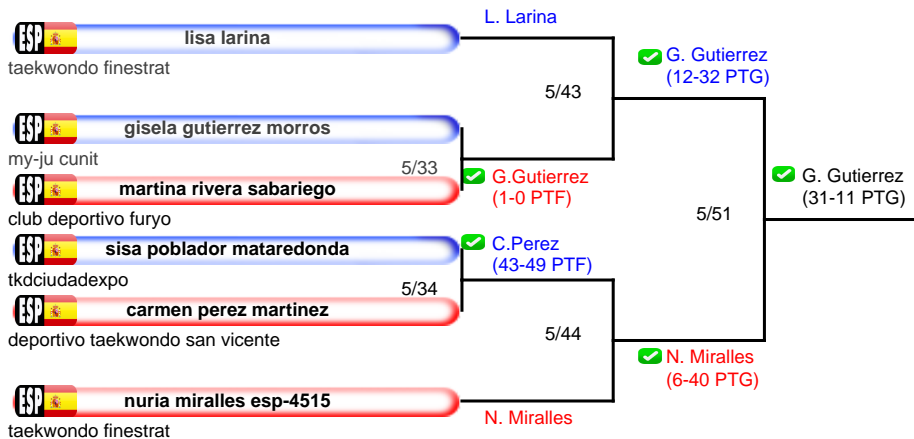 L. Larina
ESP lisa larina
taekwondo finestrat
G. Gutierrez
(12-32 PTG)
5/43
ESP gisela gutierrez morros
my-ju cunit
5/33
G.Gutierrez
(1-0 PTF)
ESP martina rivera sabariego
club deportivo furyo
G. Gutierrez
(31-11 PTG)
5/51
ESP sisa poblador mataredonda
tkdciudadexpo
C.Perez
(43-49 PTF)
5/34
ESP carmen perez martinez
deportivo taekwondo san vicente
5/44
N. Miralles
(6-40 PTG)
ESP nuria miralles esp-4515
taekwondo finestrat
N. Miralles